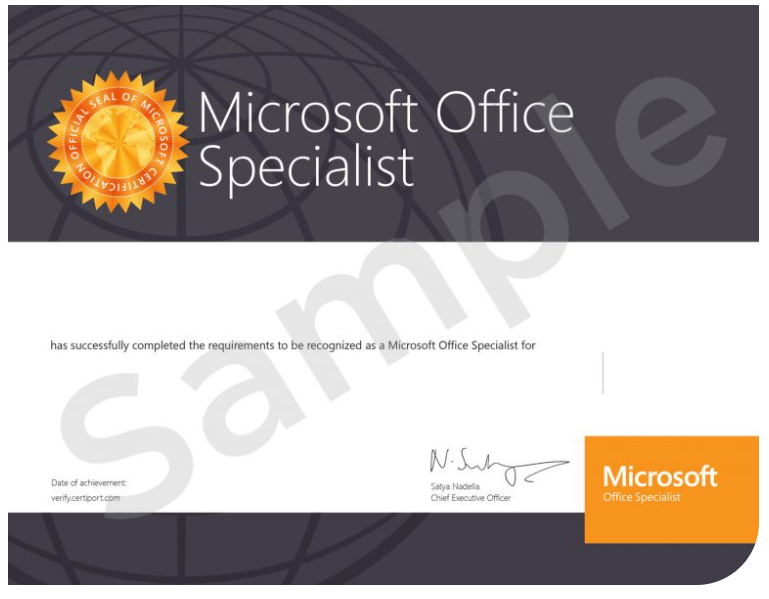 OFFICIAL SEAL OF MICROSOFT CERTIFICATION
Microsoft Office
Specialist
Sample
has successfully completed the requirements to be recognized as a Microsoft Office Specialist for
N. Satya
Date of achievement:
verify.certiport.com
Satya Nadella
Chief Executive Officer
Microsoft
Office Specialist